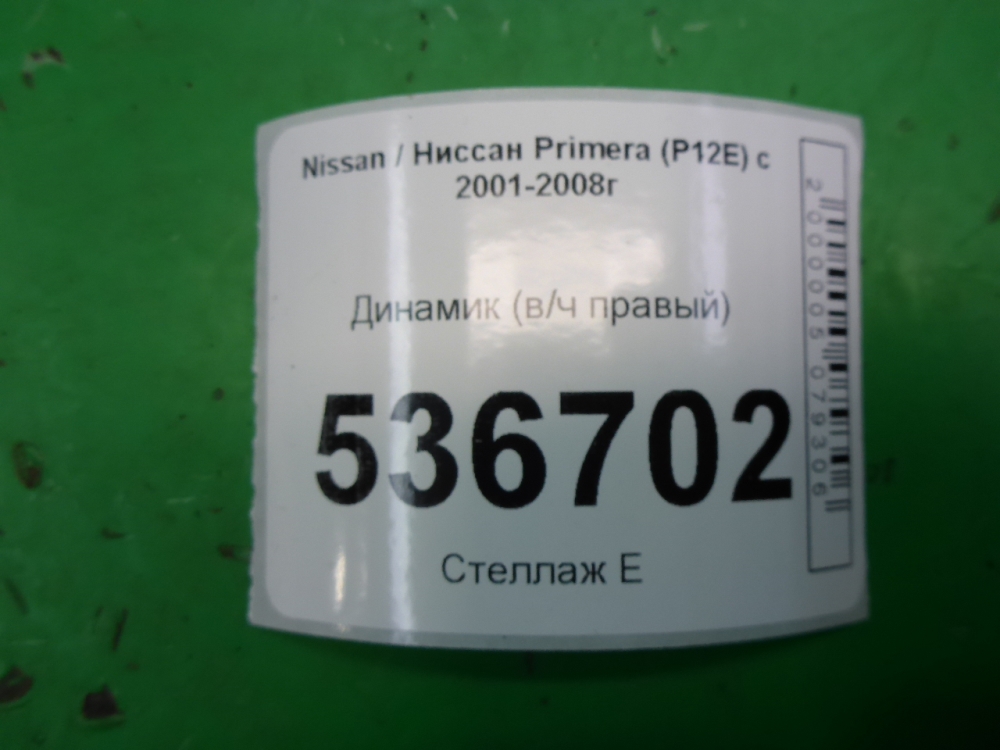 Nissan / Ниссан Primera (P12E) с
2001-2008г
Динамик (в/ч правый)
536702
Стеллаж Е
2000005079306